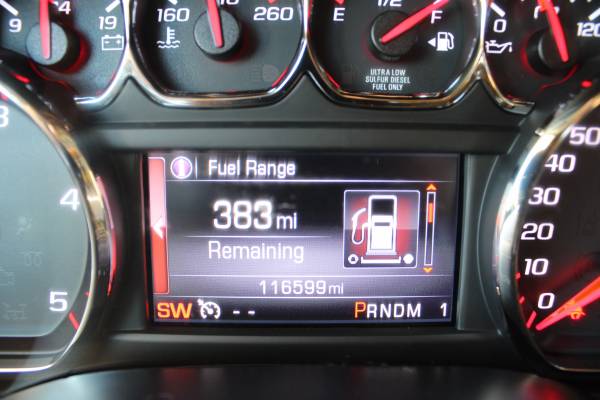 9 19
160 260
E 1/2 F
ULTRA LOW
SULFUR DIESEL
FUEL ONLY
0 120
Fuel Range
383 mi
Remaining
116599 mi
SW -- PRNDM 1
3
4
5
50
40
30
20
10
0